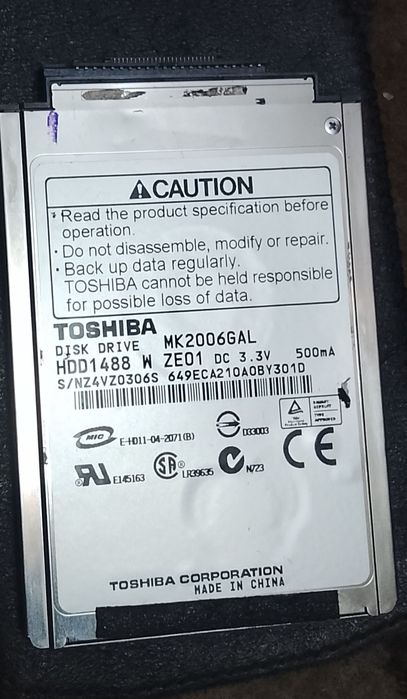 ⚠CAUTION
• Read the product specification before
operation.
• Do not disassemble, modify or repair.
• Back up data regularly.
TOSHIBA cannot be held responsible
for possible loss of data.
TOSHIBA
DISK DRIVE MK2006GAL
HDD1488 W ZE01 DC 3.3V 500mA
S/NZ4VZ0306S 649ECA210A0BY301D
MIC E-HD11-04-2071(B) D33003
E145163 LR39635 N/23 CE
TOSHIBA CORPORATION
MADE IN CHINA